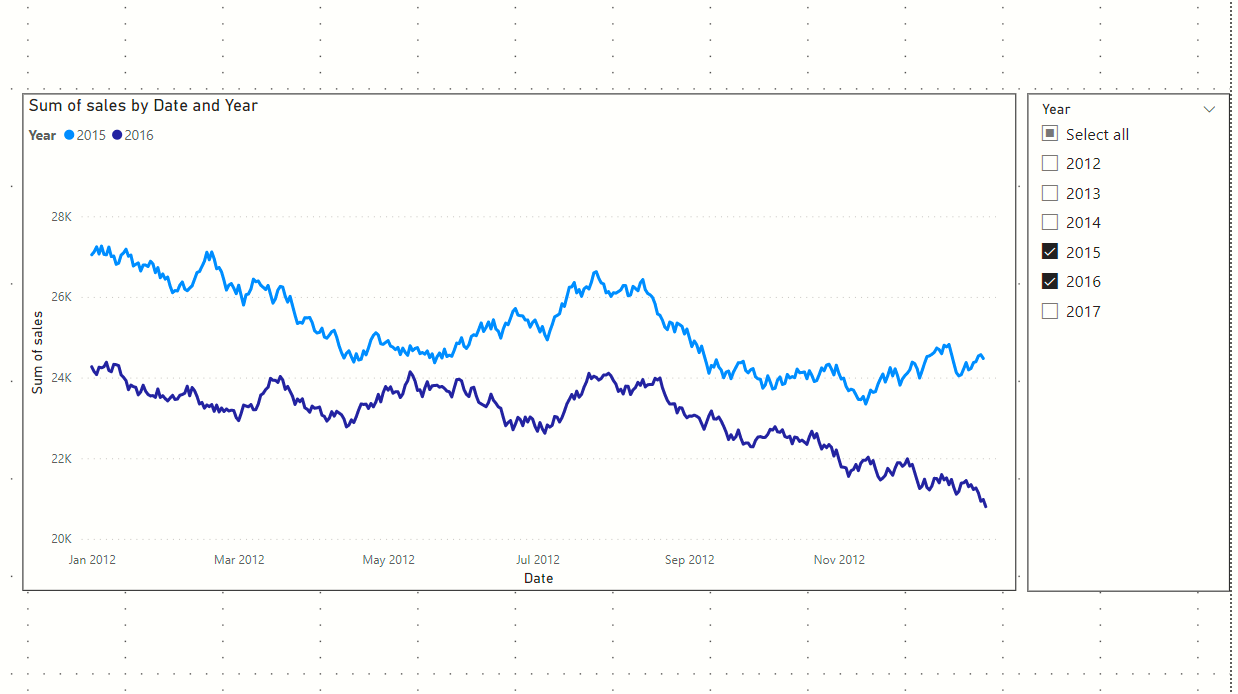 Sum of sales by Date and Year
Year 2015 2016
28K
26K
24K
22K
20K
Sum of sales
Jan 2012 Mar 2012 May 2012 Jul 2012 Sep 2012 Nov 2012
Date
Year
Select all
2012
2013
2014
2015
2016
2017